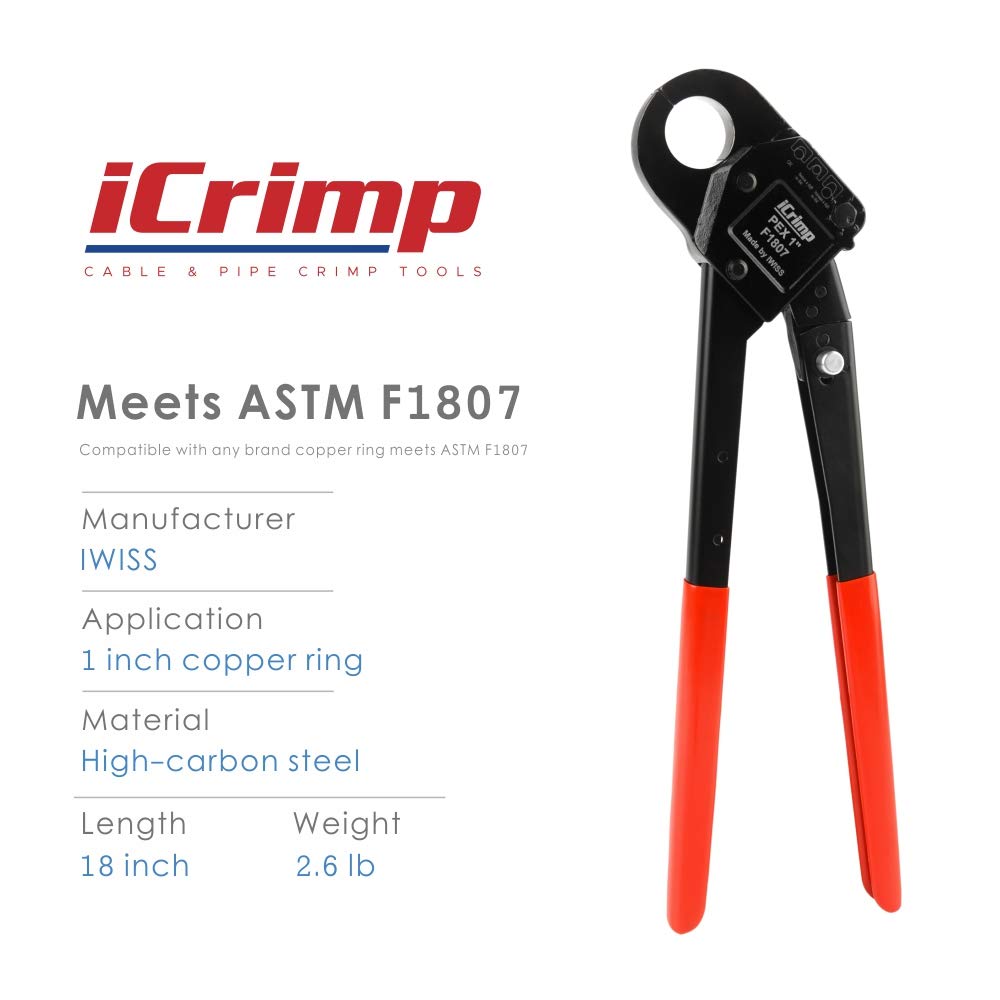 iCrimp
CABLE & PIPE CRIMP TOOLS
Meets ASTM F1807
Compatible with any brand copper ring meets ASTM F1807
Manufacturer
IWISS
Application
1 inch copper ring
Material
High-carbon steel
Length Weight
18 inch 2.6 lb
iCrimp
PEX 1"
F1807
Made by IWISS